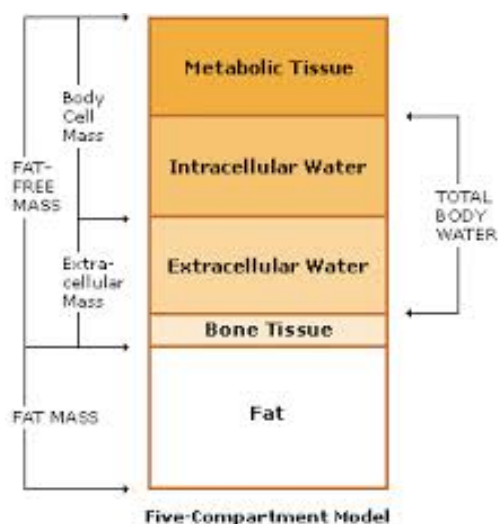 Metabolic Tissue
Body
Cell
Mass
Intracellular Water
FAT-
FREE
MASS
TOTAL
BODY
WATER
Extracellular Water
Extra-
cellular
Mass
Bone Tissue
Fat
FAT MASS
Five-Compartment Model